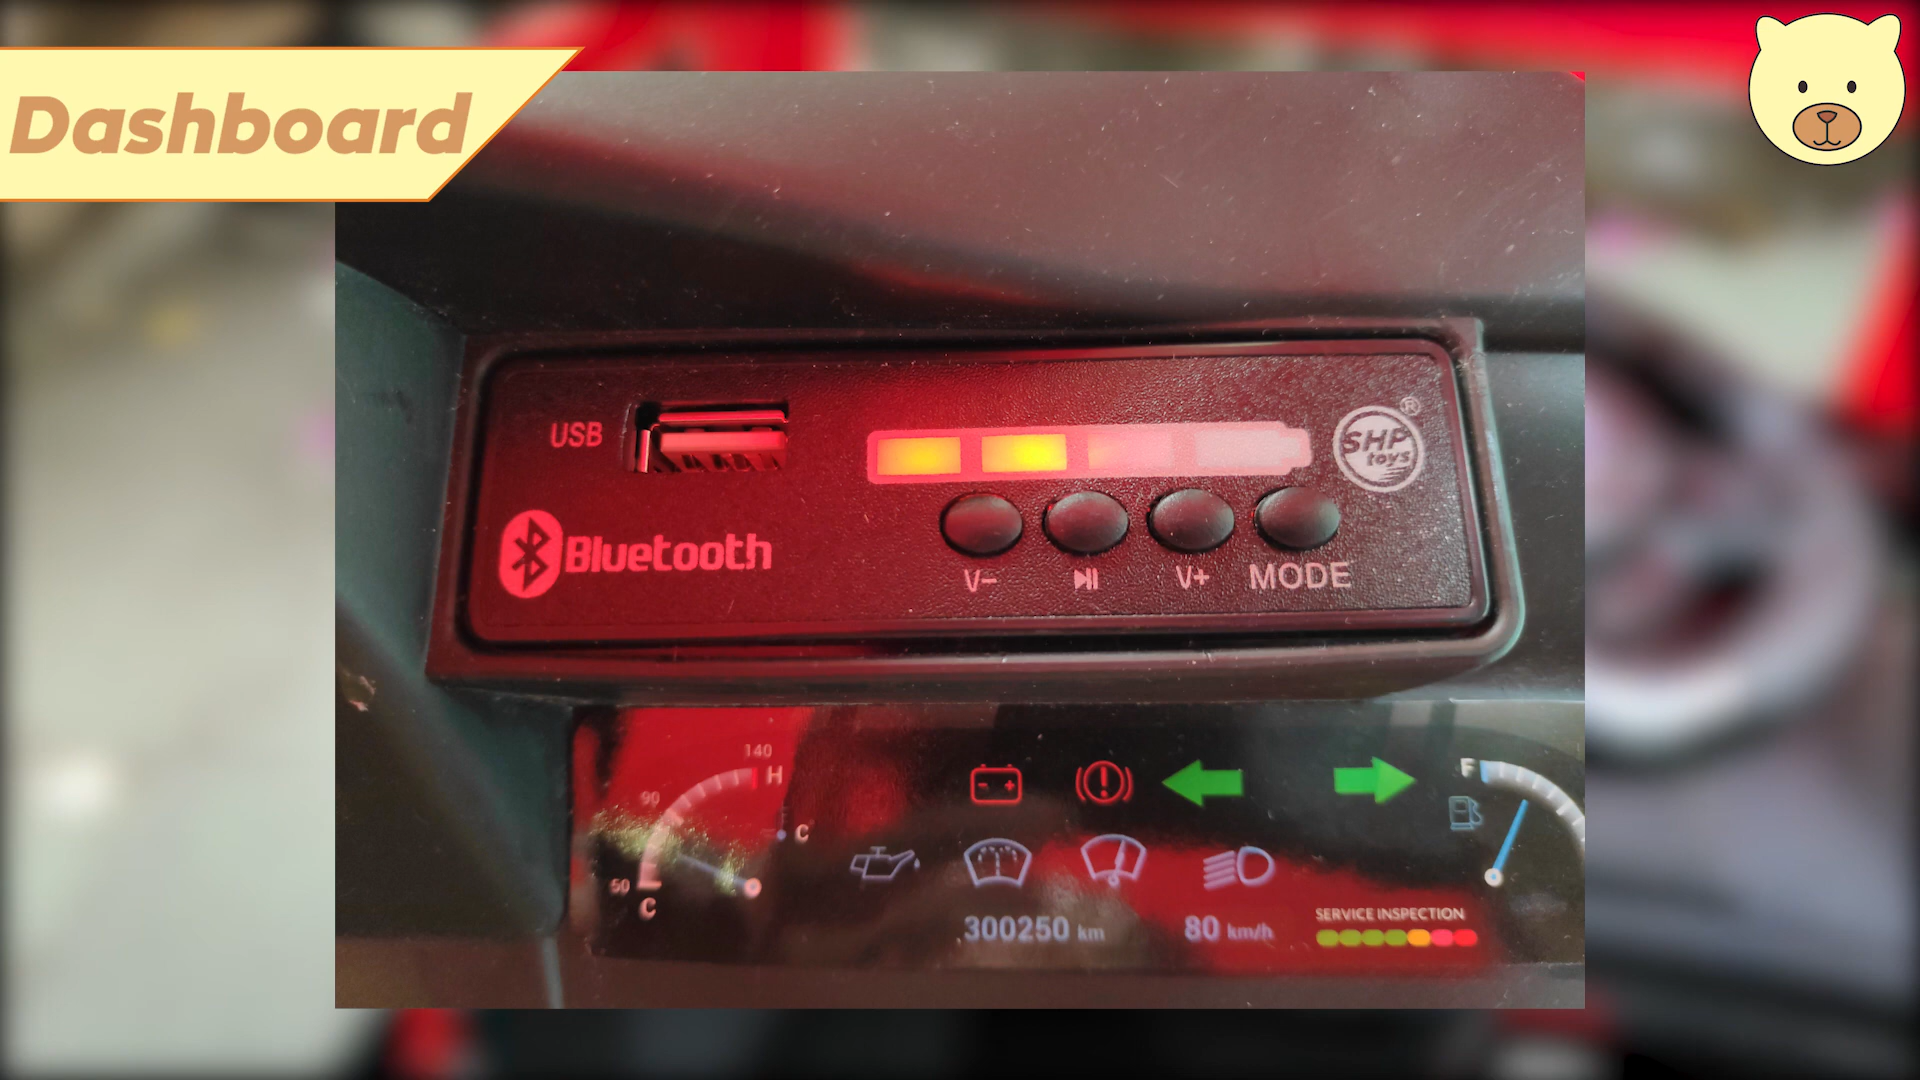 Dashboard
USB
SHP®
toys
Bluetooth
V- ⏯ V+ MODE
140
H
90
C
50
C
F
300250 km
80 km/h
SERVICE INSPECTION